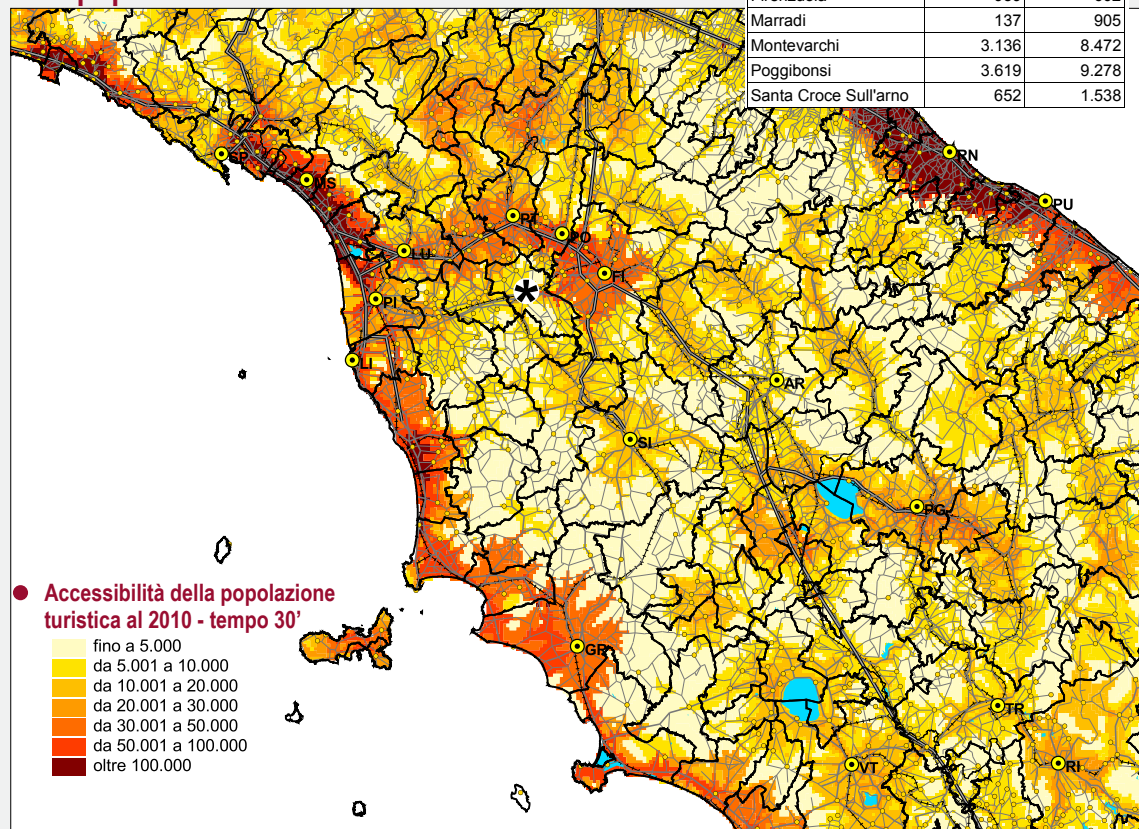 Marradi 137 905
Montevarchi 3.136 8.472
Poggibonsi 3.619 9.278
Santa Croce Sull'arno 652 1.538
RN
SP
MS
PU
PT
LU
FI
*
PI
LI
AR
SI
PG
Accessibilità della popolazione
turistica al 2010 - tempo 30’
fino a 5.000
da 5.001 a 10.000
da 10.001 a 20.000
da 20.001 a 30.000
da 30.001 a 50.000
da 50.001 a 100.000
oltre 100.000
GR
TR
VT
RI